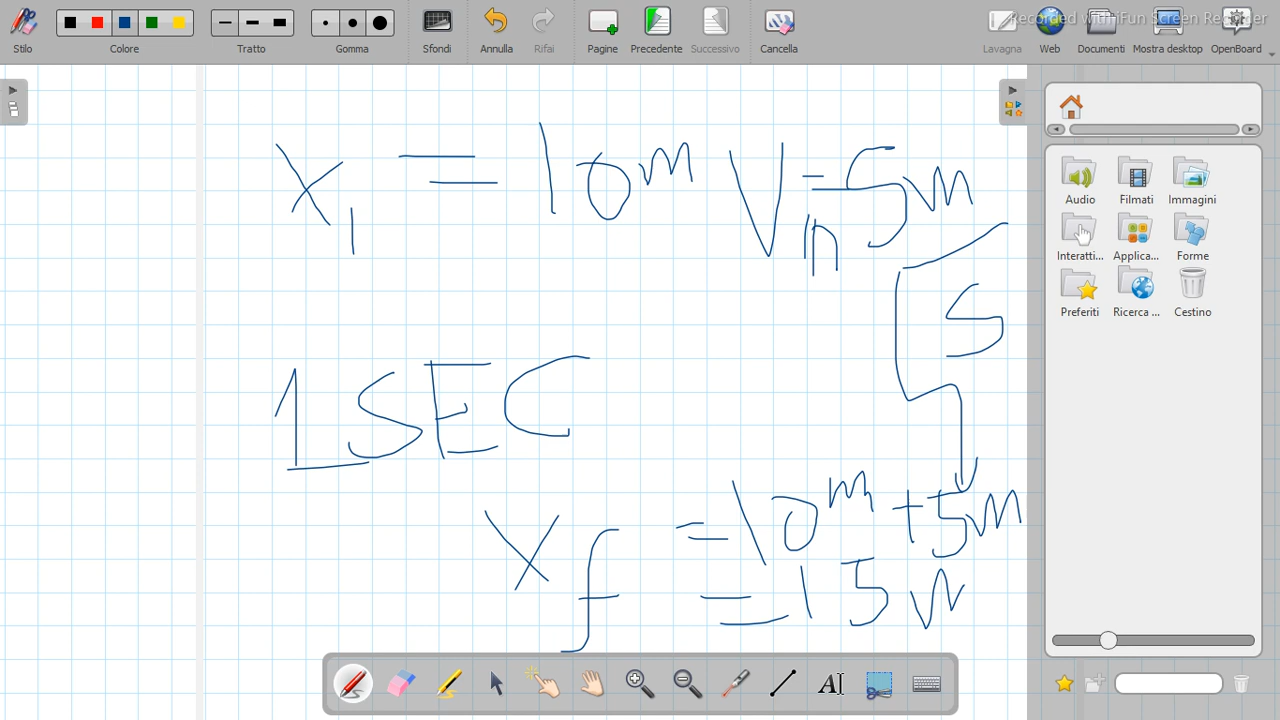 Recorded with iFun Screen Recorder
Stilo Colore Tratto Gomma Sfondi Annulla Rifai Pagine Precedente Successivo Cancella Lavagna Web Documenti Mostra desktop OpenBoard
x1 = 10m Vin = 5m
S
1 SEC
xf = 10m + 5m
= 15m
Audio Filmati Immagini
Interatti... Applica... Forme
Preferiti Ricerca ... Cestino